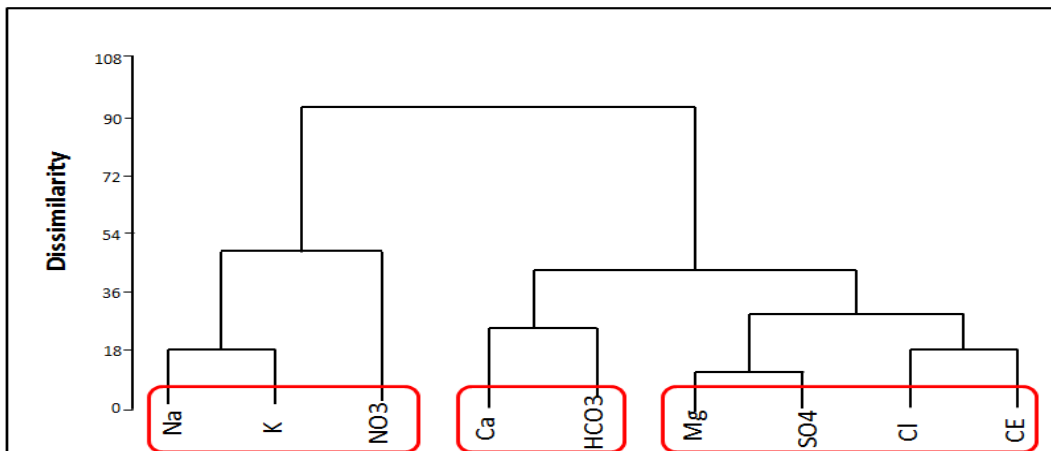 Dissimilarity
108
90
72
54
36
18
0
Na
K
NO3
Ca
HCO3
Mg
SO4
Cl
CE